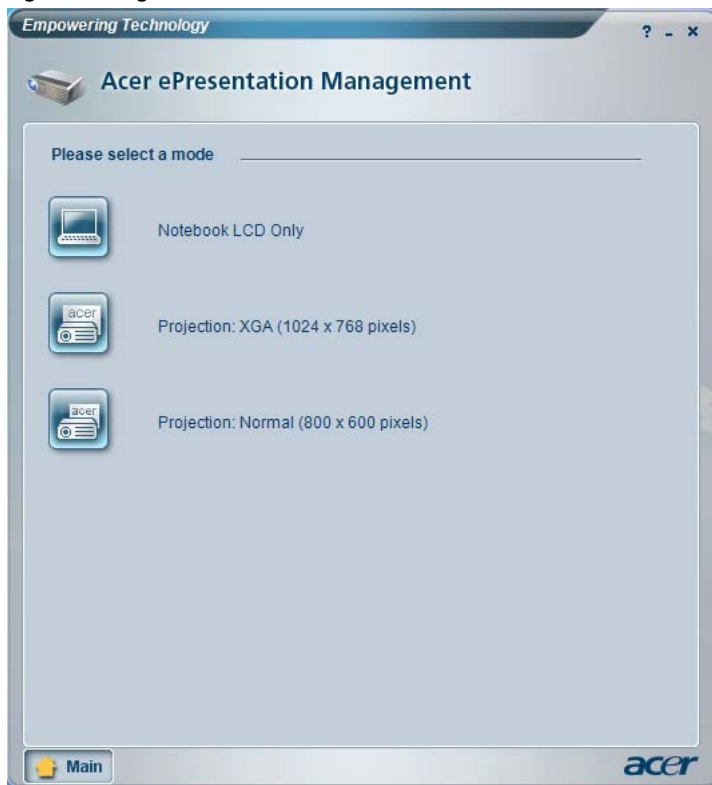 Empowering Technology
? - ×
Acer ePresentation Management
Please select a mode
Notebook LCD Only
acer
Projection: XGA (1024 x 768 pixels)
acer
Projection: Normal (800 x 600 pixels)
Main
acer